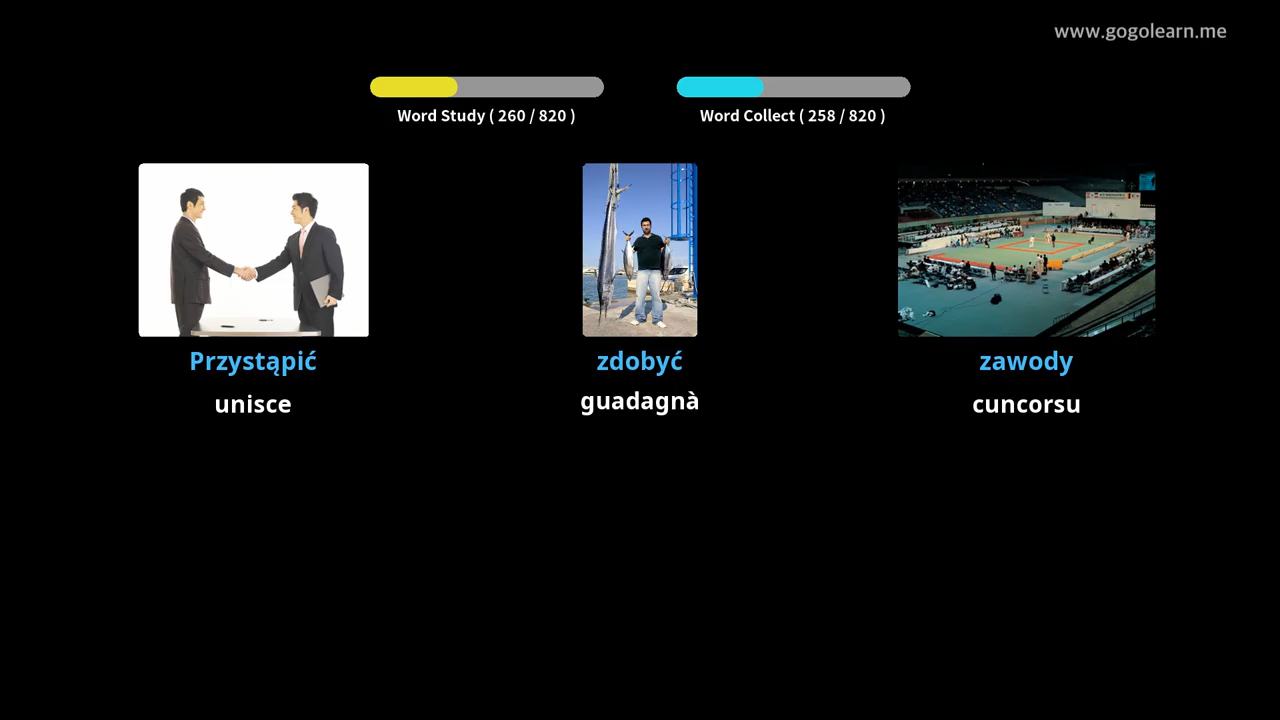 www.gogolearn.me
Word Study ( 260 / 820 )
Word Collect ( 258 / 820 )
Przystąpić
zdobyć
zawody
unisce
guadagnà
cuncorsu